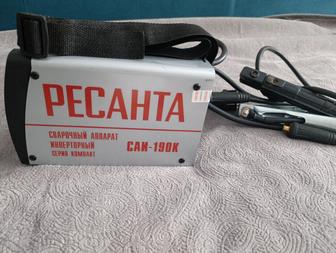 РЕСАНТА
СВАРОЧНЫЙ АППАРАТ
ИНВЕРТОРНЫЙ
СЕРИЯ КОМПАКТ
САИ-190К